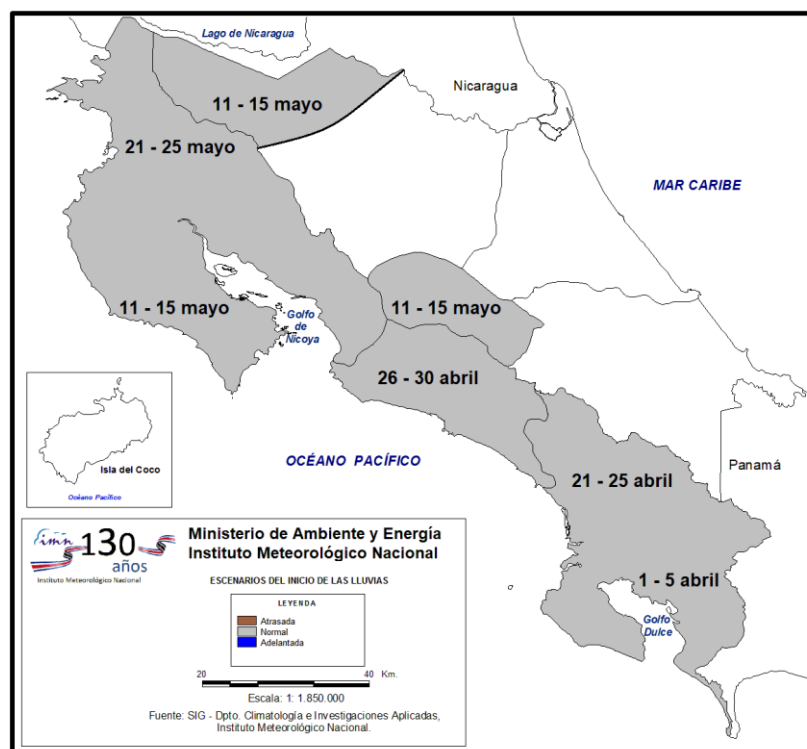 Lago de Nicaragua
Nicaragua
11 - 15 mayo
21 - 25 mayo
MAR CARIBE
11 - 15 mayo
11 - 15 mayo
Golfo
de
Nicoya
26 - 30 abril
Isla del Coco
Océano Pacífico
OCÉANO PACÍFICO
21 - 25 abril
Panamá
1 - 5 abril
Golfo
Dulce
imn 130
años
Instituto Meteorológico Nacional
Ministerio de Ambiente y Energía
Instituto Meteorológico Nacional
ESCENARIOS DEL INICIO DE LAS LLUVIAS
LEYENDA
Atrasada
Normal
Adelantada
20 40 Km.
Escala: 1: 1.850.000
Fuente: SIG - Dpto. Climatología e Investigaciones Aplicadas,
Instituto Meteorológico Nacional.